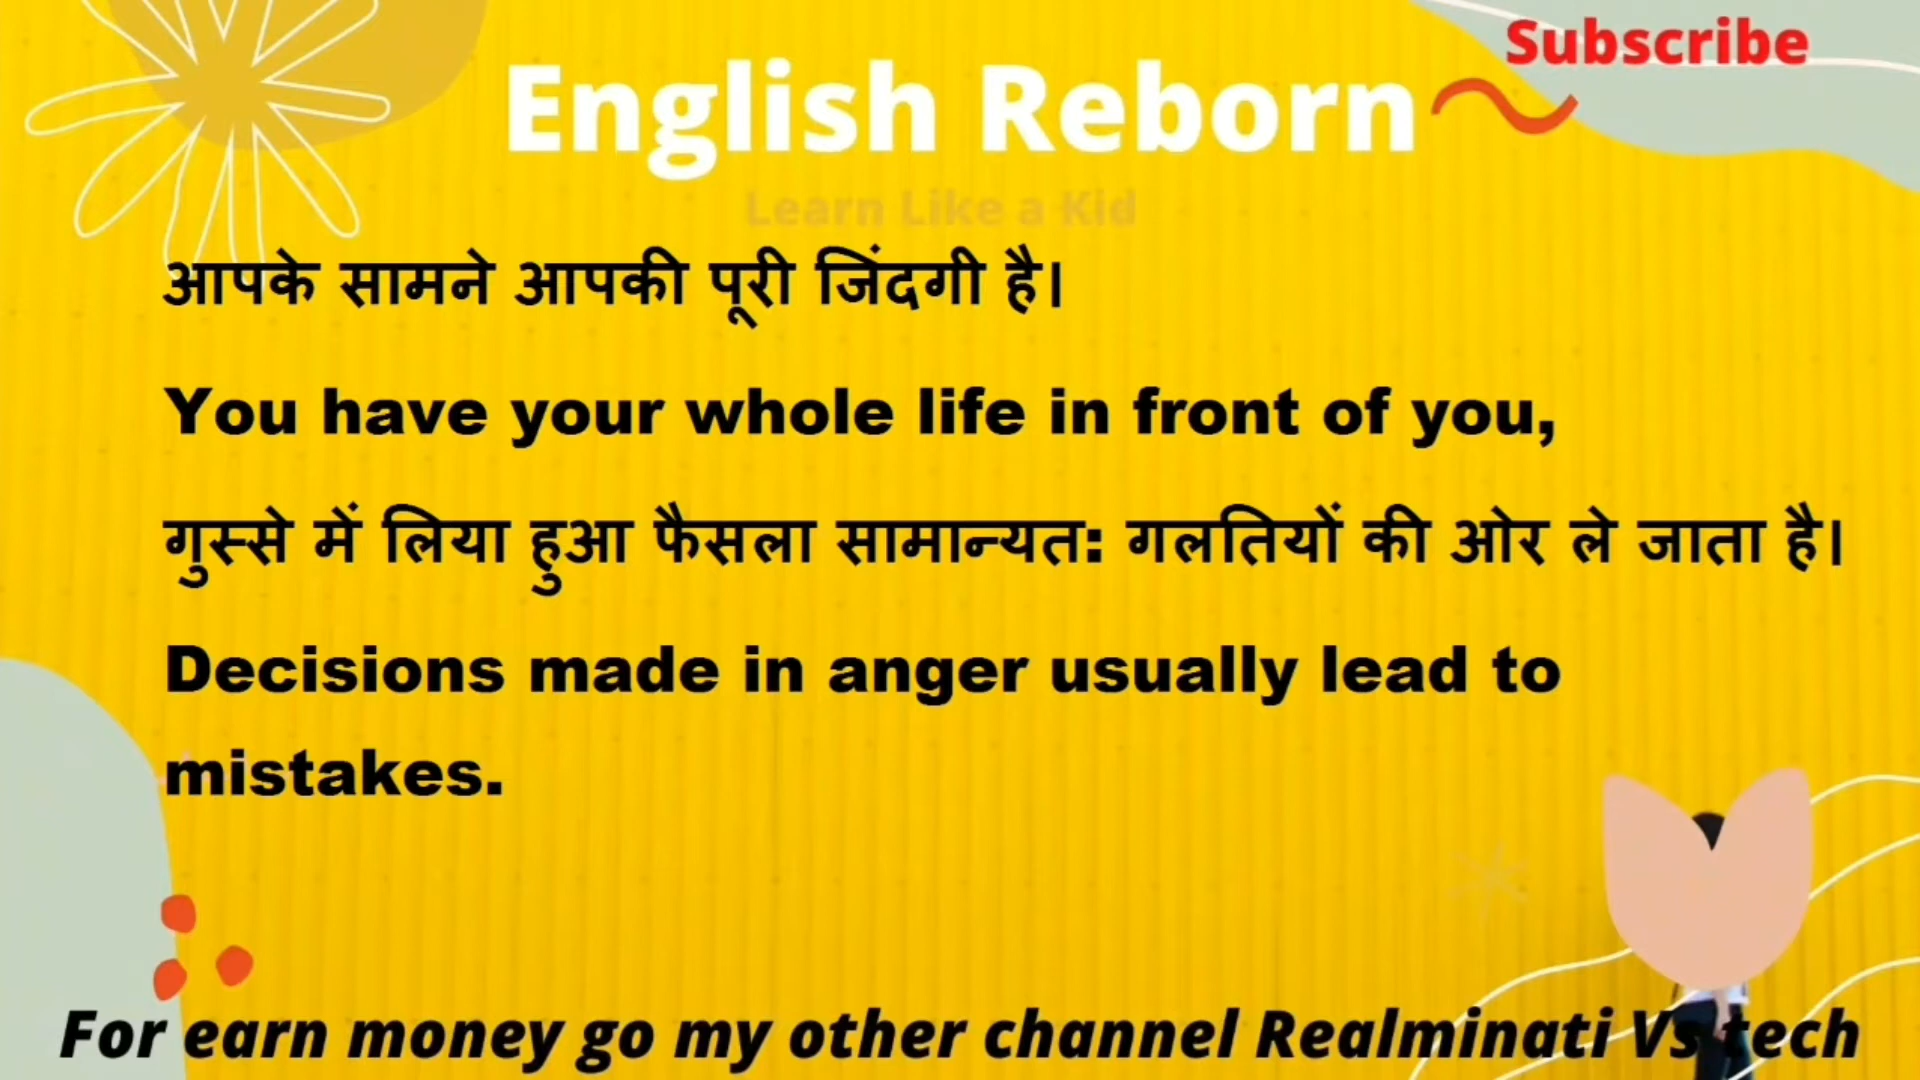 Subscribe
English Reborn
Learn Like a Kid
आपके सामने आपकी पूरी जिंदगी है।
You have your whole life in front of you,
गुस्से में लिया हुआ फैसला सामान्यत: गलतियों की ओर ले जाता है।
Decisions made in anger usually lead to
mistakes.
For earn money go my other channel Realminati Vs tech